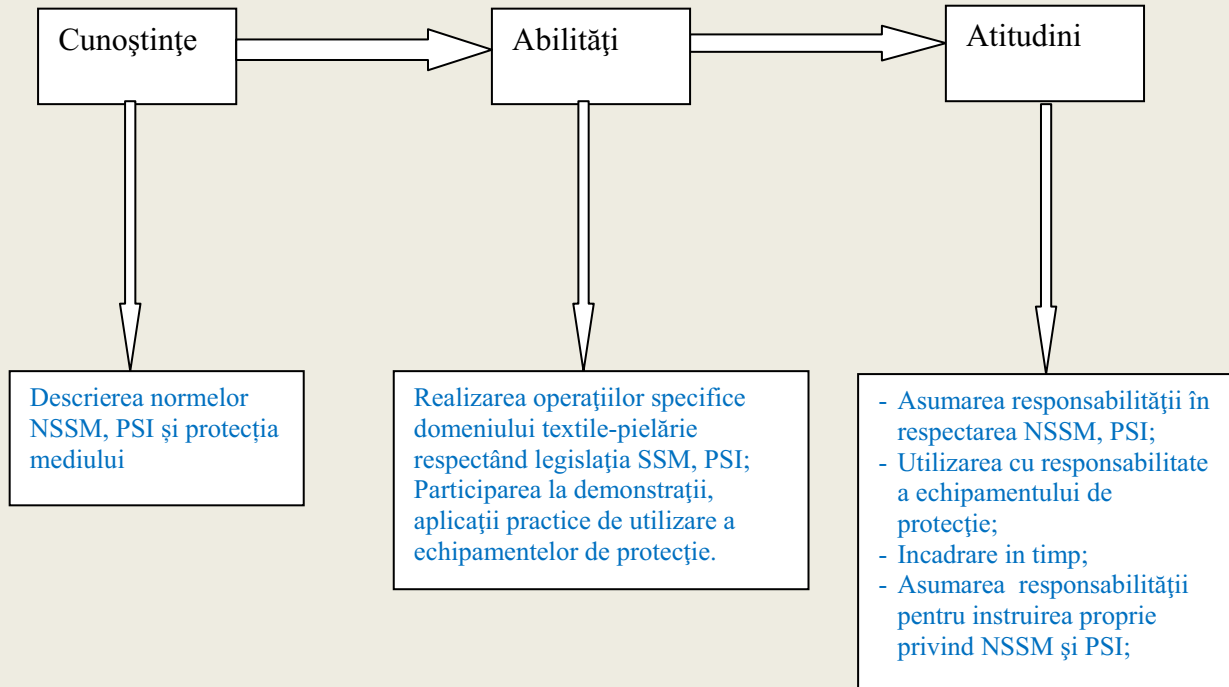 Cunoştinţe
Abilităţi
Atitudini
Descrierea normelor
NSSM, PSI și protecția
mediului
Realizarea operaţiilor specifice
domeniului textile-pielărie
respectând legislaţia SSM, PSI;
Participarea la demonstraţii,
aplicaţii practice de utilizare a
echipamentelor de protecţie.
- Asumarea responsabilităţii în
respectarea NSSM, PSI;
- Utilizarea cu responsabilitate
a echipamentului de
protecţie;
- Incadrare in timp;
- Asumarea responsabilităţii
pentru instruirea proprie
privind NSSM şi PSI;